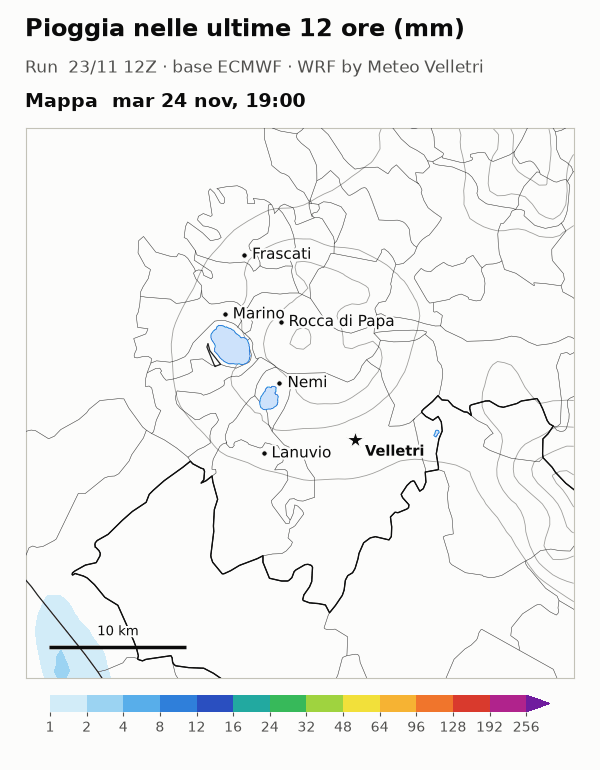 Pioggia nelle ultime 12 ore (mm)
Run  23/11 12Z · base ECMWF · WRF by Meteo Velletri
Mappa  mar 24 nov, 19:00
Frascati
Marino
Rocca di Papa
Nemi
Velletri
Lanuvio
10 km
1 2 4 8 12 16 24 32 48 64 96 128 192 256